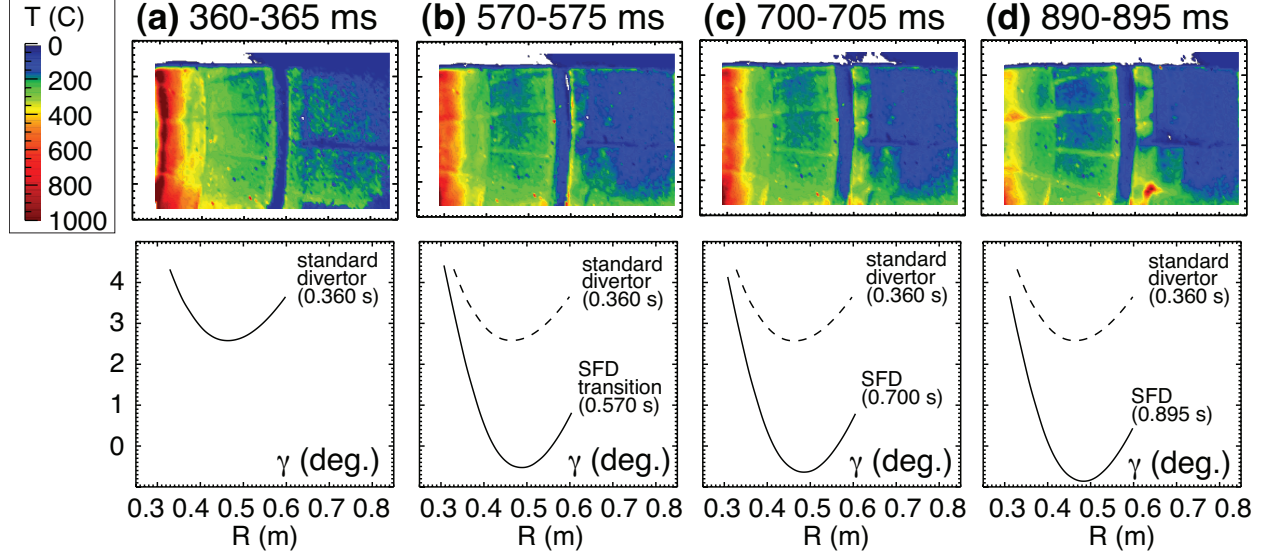 T (C)
0
200
400
600
800
1000
(a) 360-365 ms
(b) 570-575 ms
(c) 700-705 ms
(d) 890-895 ms
4
3
2
1
0
standard
divertor
(0.360 s)
γ (deg.)
0.3 0.4 0.5 0.6 0.7 0.8
R (m)
standard
divertor
(0.360 s)
SFD
transition
(0.570 s)
γ (deg.)
0.3 0.4 0.5 0.6 0.7 0.8
R (m)
standard
divertor
(0.360 s)
SFD
(0.700 s)
γ (deg.)
0.3 0.4 0.5 0.6 0.7 0.8
R (m)
standard
divertor
(0.360 s)
SFD
(0.895 s)
γ (deg.)
0.3 0.4 0.5 0.6 0.7 0.8
R (m)